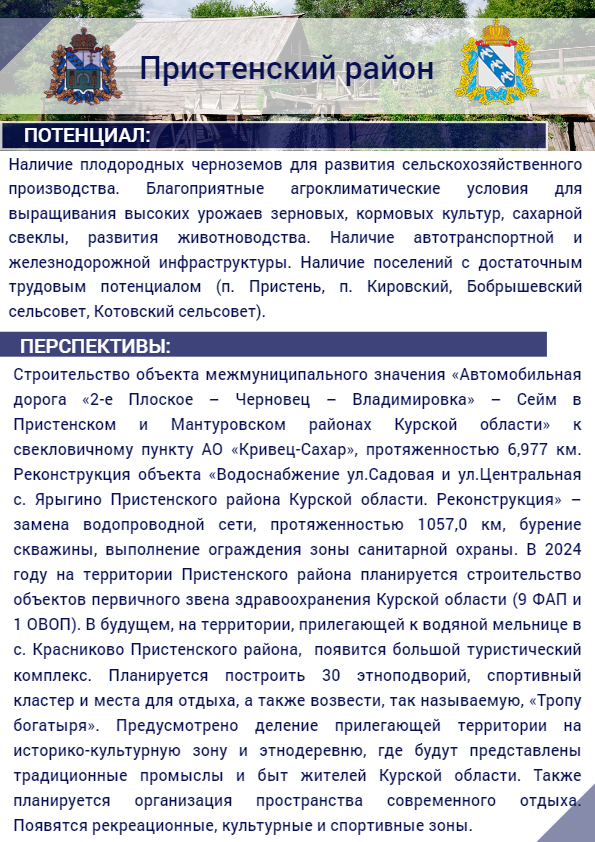 Пристенский район
ПОТЕНЦИАЛ:
Наличие плодородных черноземов для развития сельскохозяйственного
производства. Благоприятные агроклиматические условия для
выращивания высоких урожаев зерновых, кормовых культур, сахарной
свеклы, развития животноводства. Наличие автотранспортной и
железнодорожной инфраструктуры. Наличие поселений с достаточным
трудовым потенциалом (п. Пристень, п. Кировский, Бобрышевский
сельсовет, Котовский сельсовет).
ПЕРСПЕКТИВЫ:
Строительство объекта межмуниципального значения «Автомобильная
дорога «2-е Плоское – Черновец – Владимировка» – Сейм в
Пристенском и Мантуровском районах Курской области» к
свекловичному пункту АО «Кривец-Сахар», протяженностью 6,977 км.
Реконструкция объекта «Водоснабжение ул.Садовая и ул.Центральная
с. Ярыгино Пристенского района Курской области. Реконструкция» –
замена водопроводной сети, протяженностью 1057,0 км, бурение
скважины, выполнение ограждения зоны санитарной охраны. В 2024
году на территории Пристенского района планируется строительство
объектов первичного звена здравоохранения Курской области (9 ФАП и
1 ОВОП). В будущем, на территории, прилегающей к водяной мельнице в
с. Красниково Пристенского района, появится большой туристический
комплекс. Планируется построить 30 этноподворий, спортивный
кластер и места для отдыха, а также возвести, так называемую, «Тропу
богатыря». Предусмотрено деление прилегающей территории на
историко-культурную зону и этнодеревню, где будут представлены
традиционные промыслы и быт жителей Курской области. Также
планируется организация пространства современного отдыха.
Появятся рекреационные, культурные и спортивные зоны.